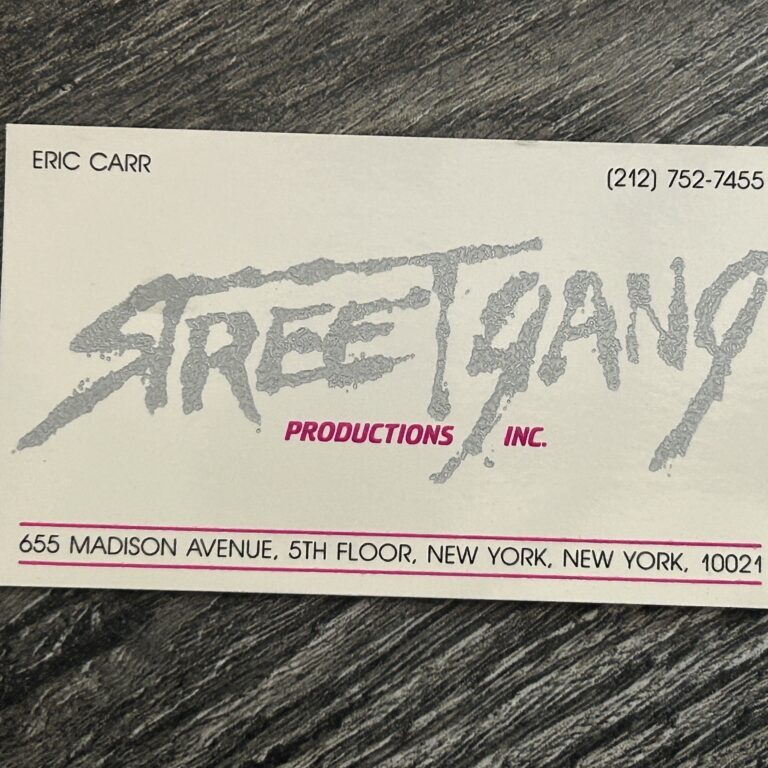 ERIC CARR
(212) 752-7455
STREETgANg
PRODUCTIONS INC.
655 MADISON AVENUE, 5TH FLOOR, NEW YORK, NEW YORK, 10021